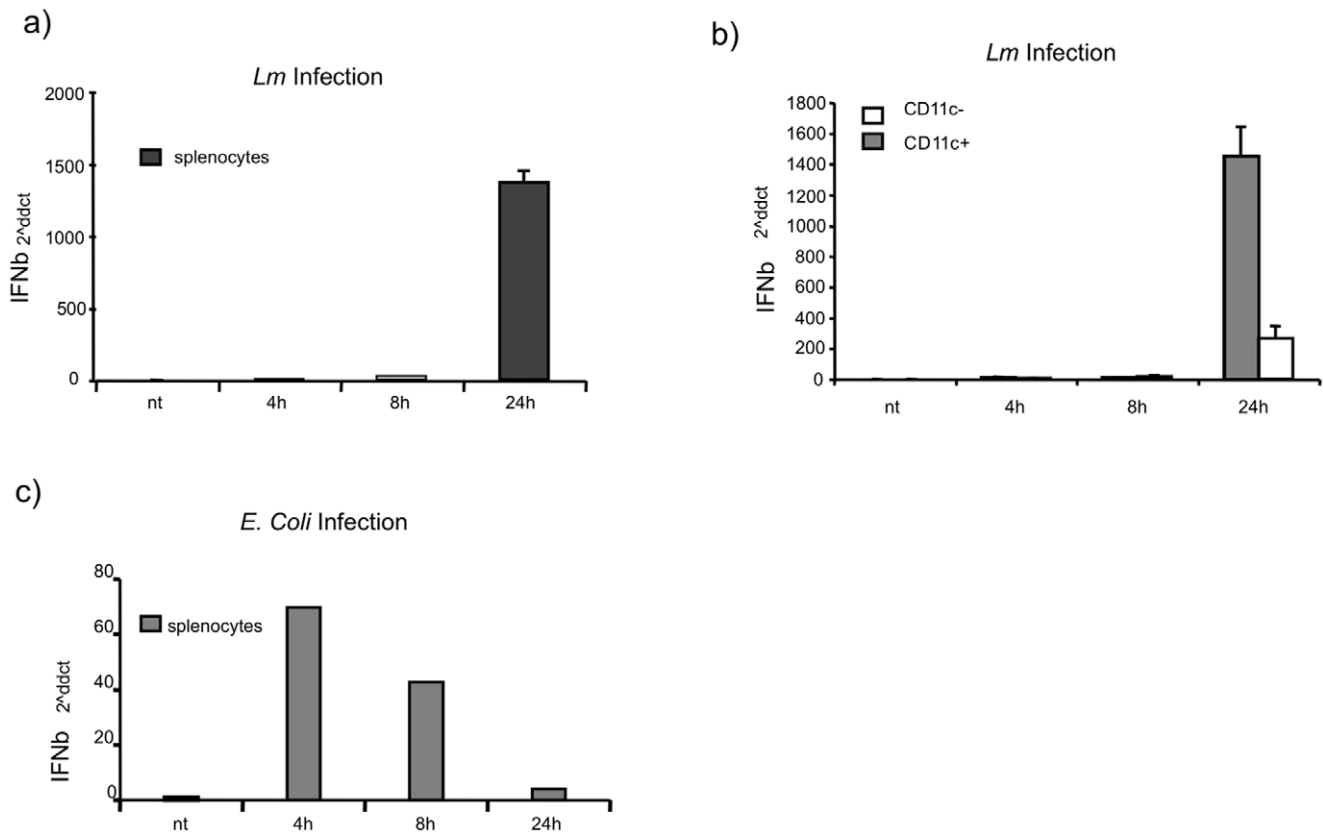 a)
Lm Infection
2000
1500
1000
500
0
IFNb 2^ddct
splenocytes
nt 4h 8h 24h
b)
Lm Infection
1800
1600
1400
1200
1000
800
600
400
200
0
IFNb 2^ddct
CD11c-
CD11c+
nt 4h 8h 24h
c)
E. Coli Infection
80
60
40
20
0
IFNb 2^ddct
splenocytes
nt 4h 8h 24h